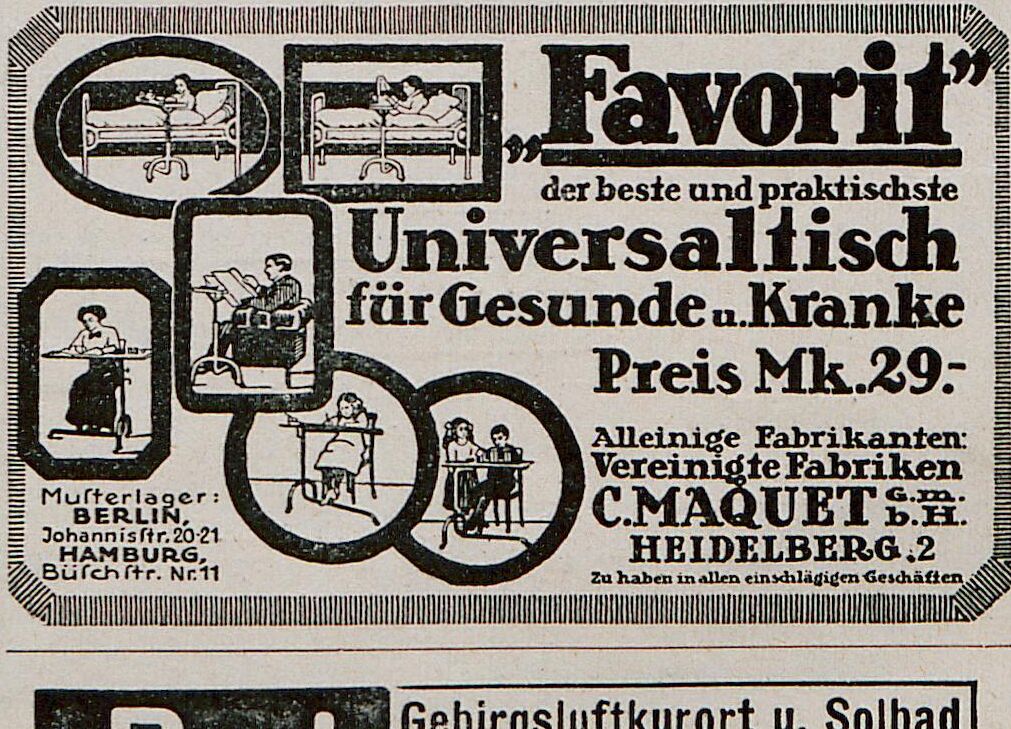 „Favorit”
der beste und praktischste
Universaltisch
für Gesunde u. Kranke
Preis Mk. 29.-
Alleinige Fabrikanten:
Vereinigte Fabriken
C. MAQUET G.m.b.H.
HEIDELBERG.2
Zu haben in allen einschlägigen Geschäften
Musterlager:
BERLIN,
Johannisstr. 20-21
HAMBURG,
Büschstr. Nr. 11
Gebirgsluftkurort u. Solbad